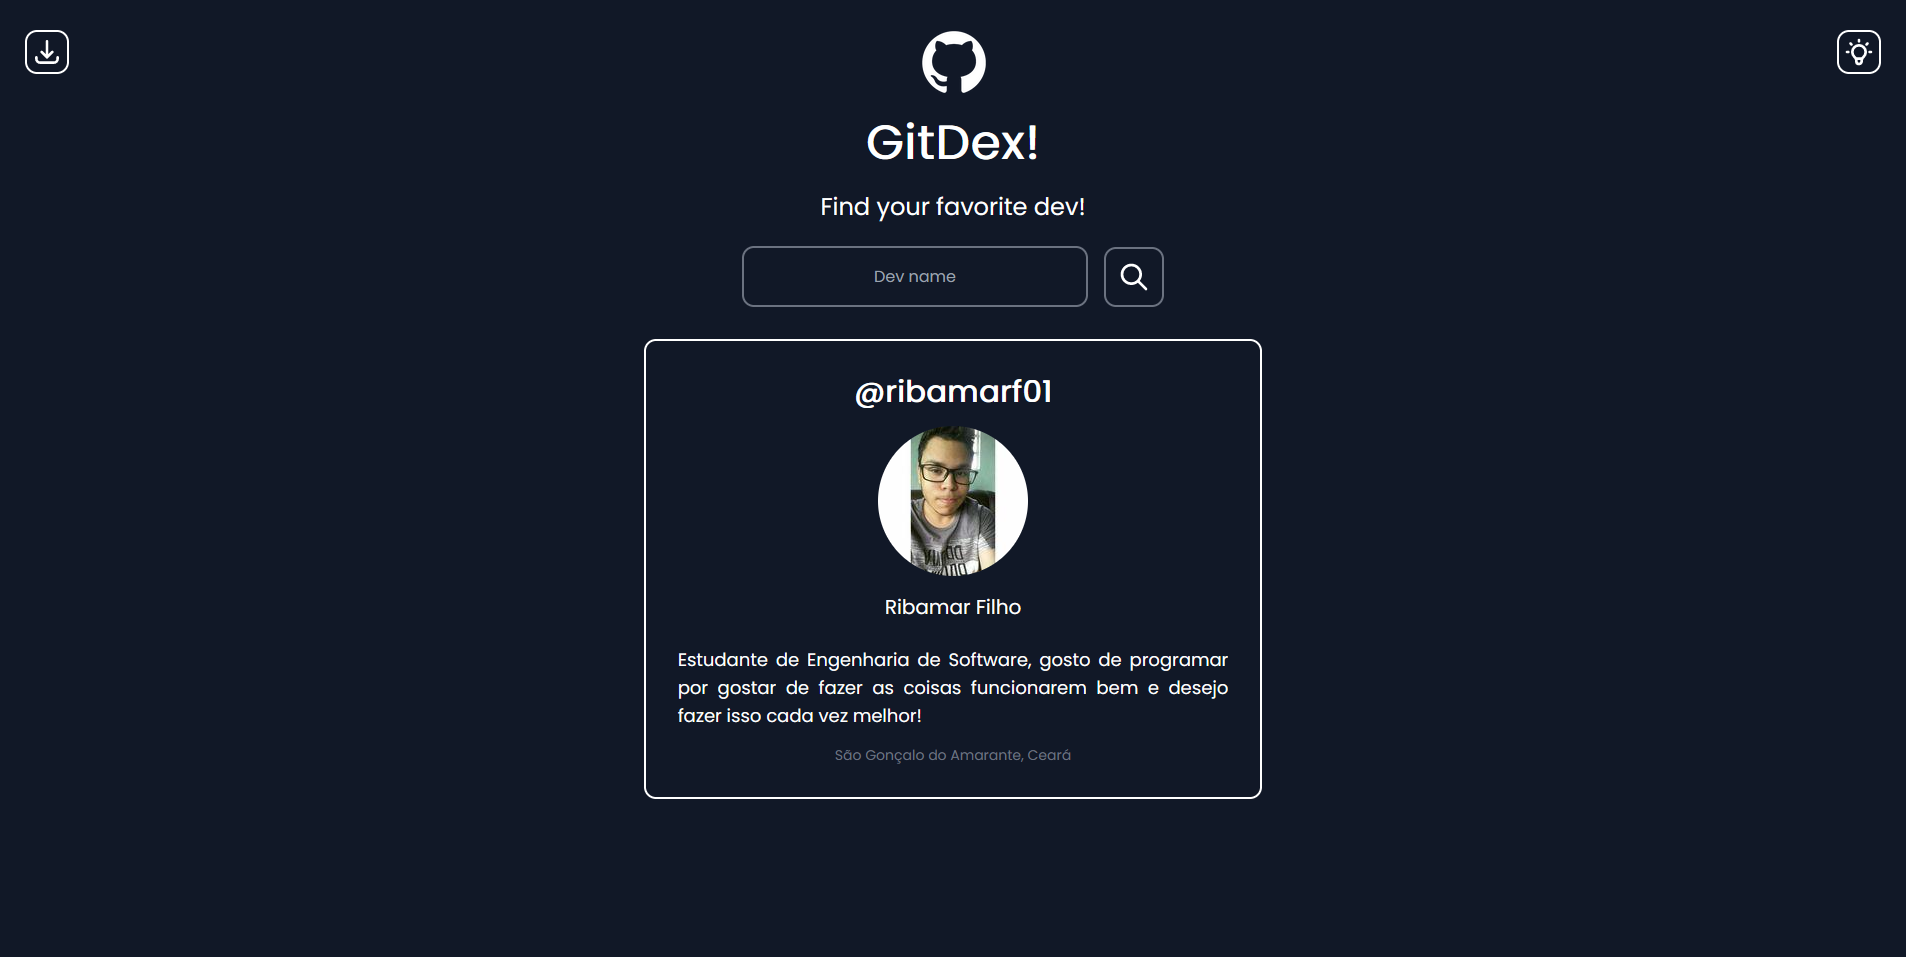 GitDex!
Find your favorite dev!
Dev name
@ribamarf01
Ribamar Filho
Estudante de Engenharia de Software, gosto de programar
por gostar de fazer as coisas funcionarem bem e desejo
fazer isso cada vez melhor!
São Gonçalo do Amarante, Ceará